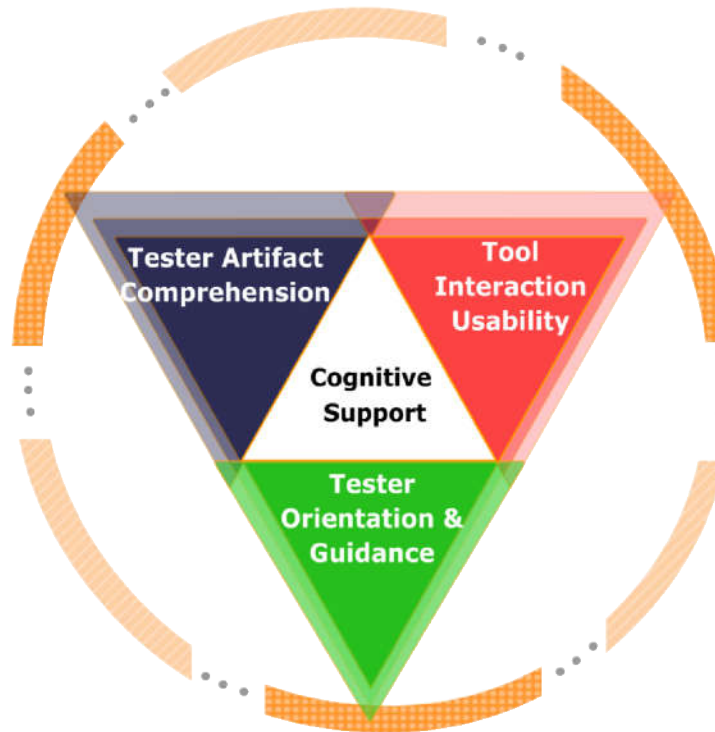 Tester Artifact
Comprehension
Tool
Interaction
Usability
Cognitive
Support
Tester
Orientation &
Guidance